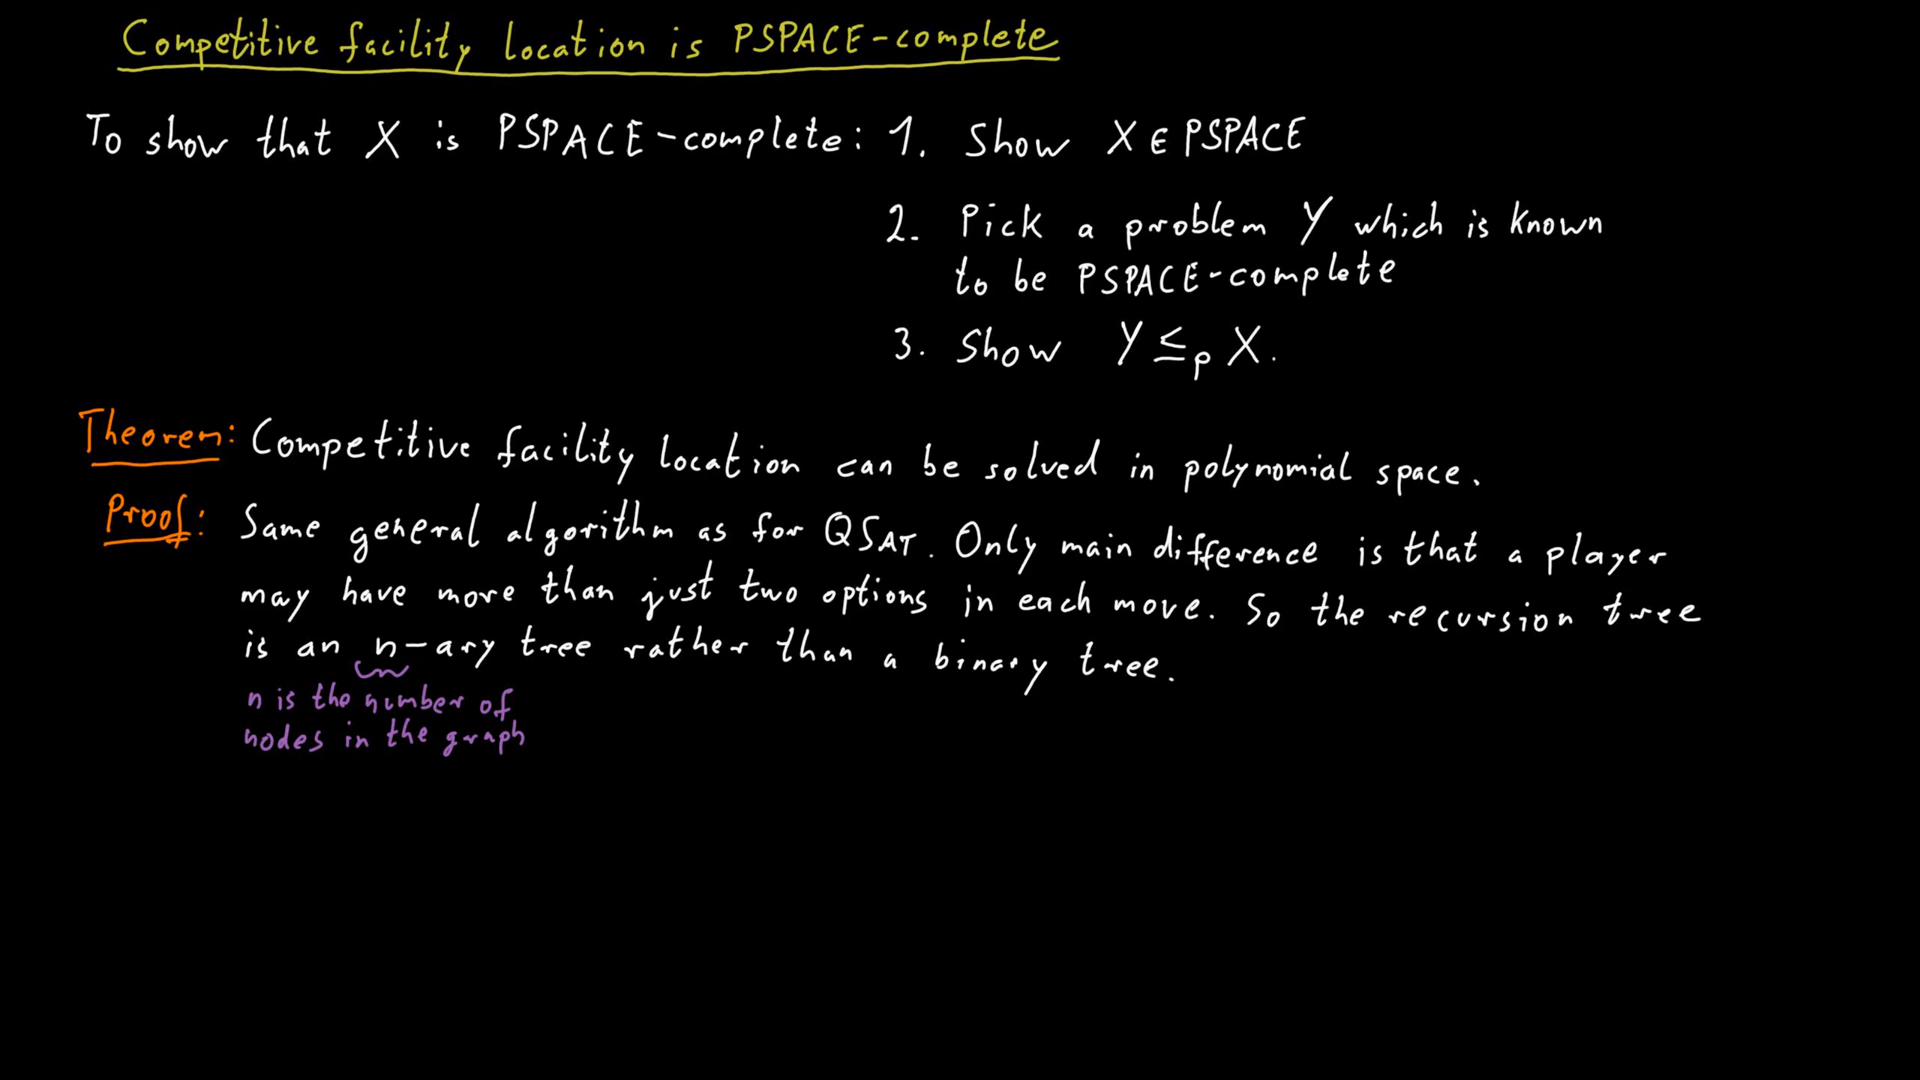 Competitive facility location is PSPACE-complete
To show that X is PSPACE-complete: 1. Show X ∈ PSPACE
2. Pick a problem Y which is known
to be PSPACE-complete
3. Show Y ≤p X.
Theorem: Competitive facility location can be solved in polynomial space.
Proof: Same general algorithm as for QSAT. Only main difference is that a player
may have more than just two options in each move. So the recursion tree
is an n-ary tree rather than a binary tree.
n is the number of
nodes in the graph